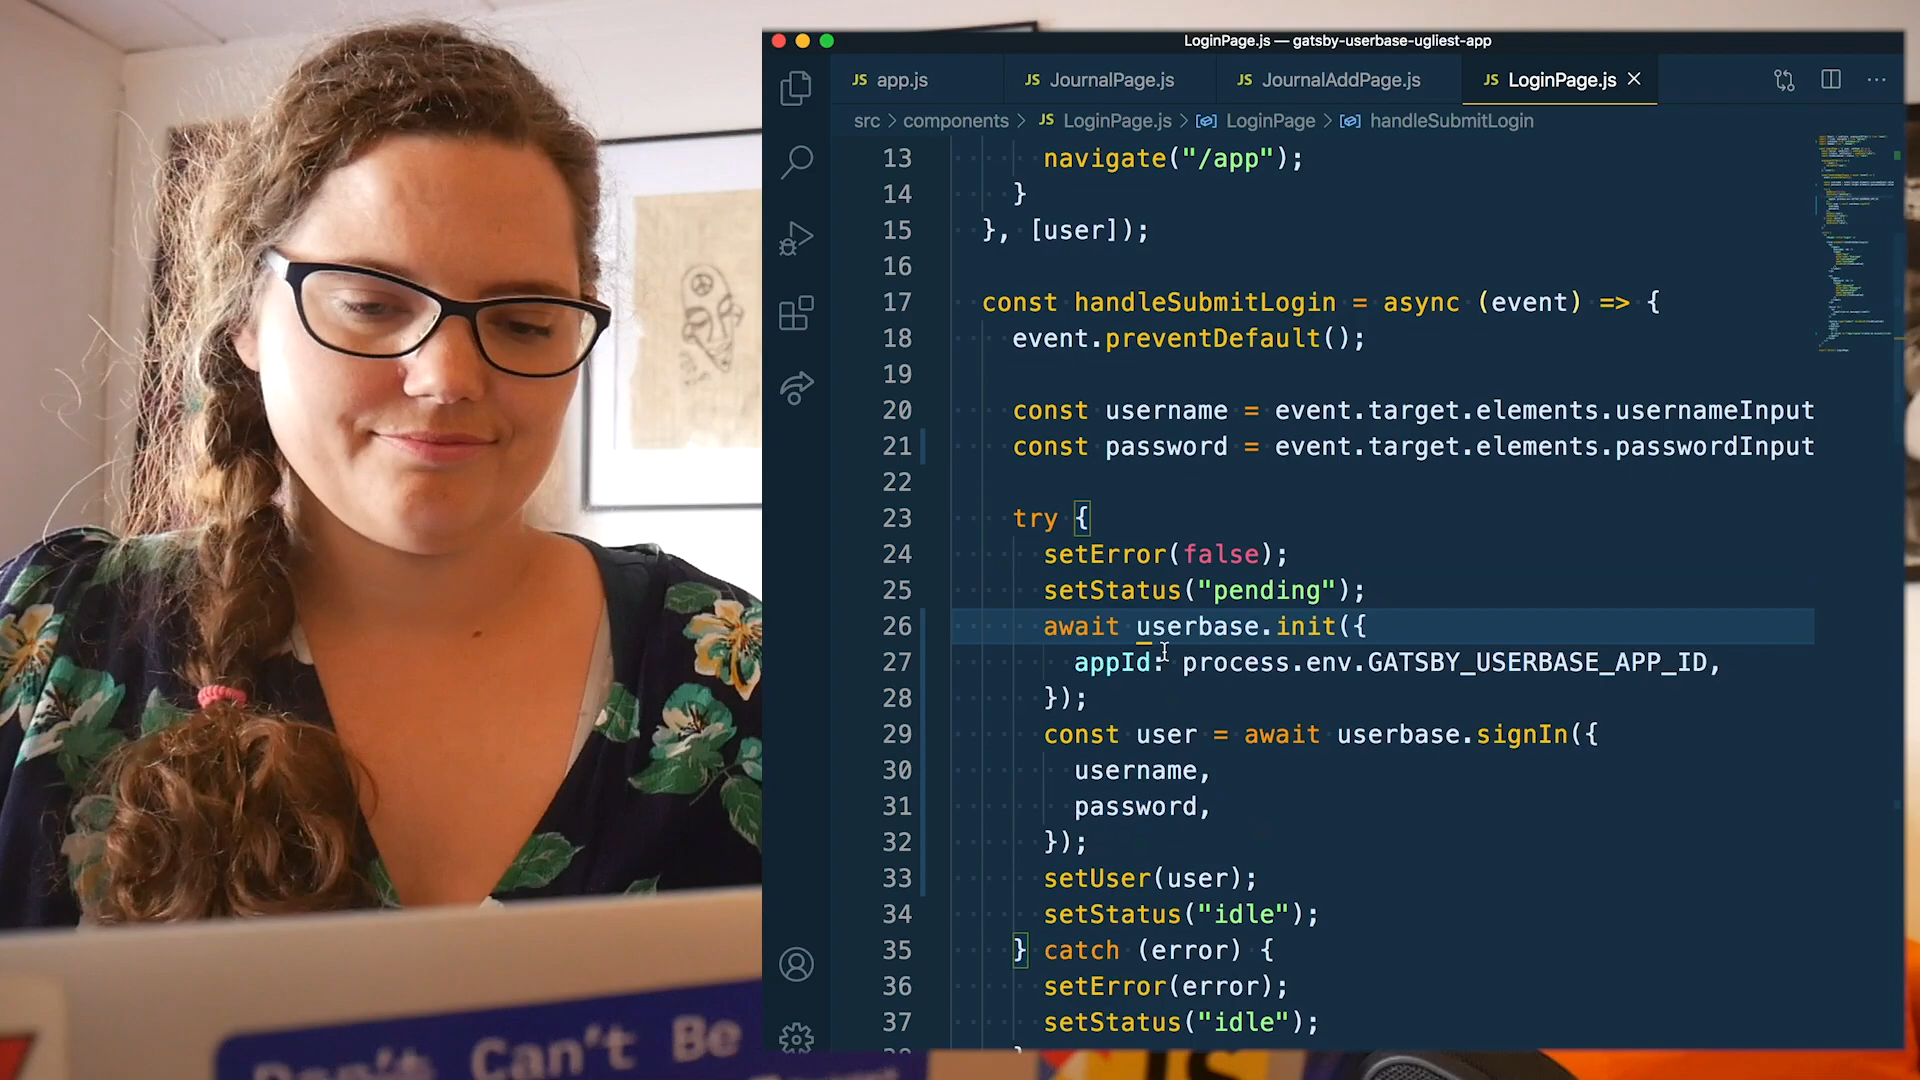 LoginPage.js — gatsby-userbase-ugliest-app
JS app.js JS JournalPage.js JS JournalAddPage.js JS LoginPage.js
src > components > JS LoginPage.js > LoginPage > handleSubmitLogin
13 navigate("/app");
14 }
15 }, [user]);
16
17 const handleSubmitLogin = async (event) => {
18 event.preventDefault();
19
20 const username = event.target.elements.usernameInput
21 const password = event.target.elements.passwordInput
22
23 try {
24 setError(false);
25 setStatus("pending");
26 await userbase.init({
27 appId: process.env.GATSBY_USERBASE_APP_ID,
28 });
29 const user = await userbase.signIn({
30 username,
31 password,
32 });
33 setUser(user);
34 setStatus("idle");
35 } catch (error) {
36 setError(error);
37 setStatus("idle");
Don't Can't Be
JS